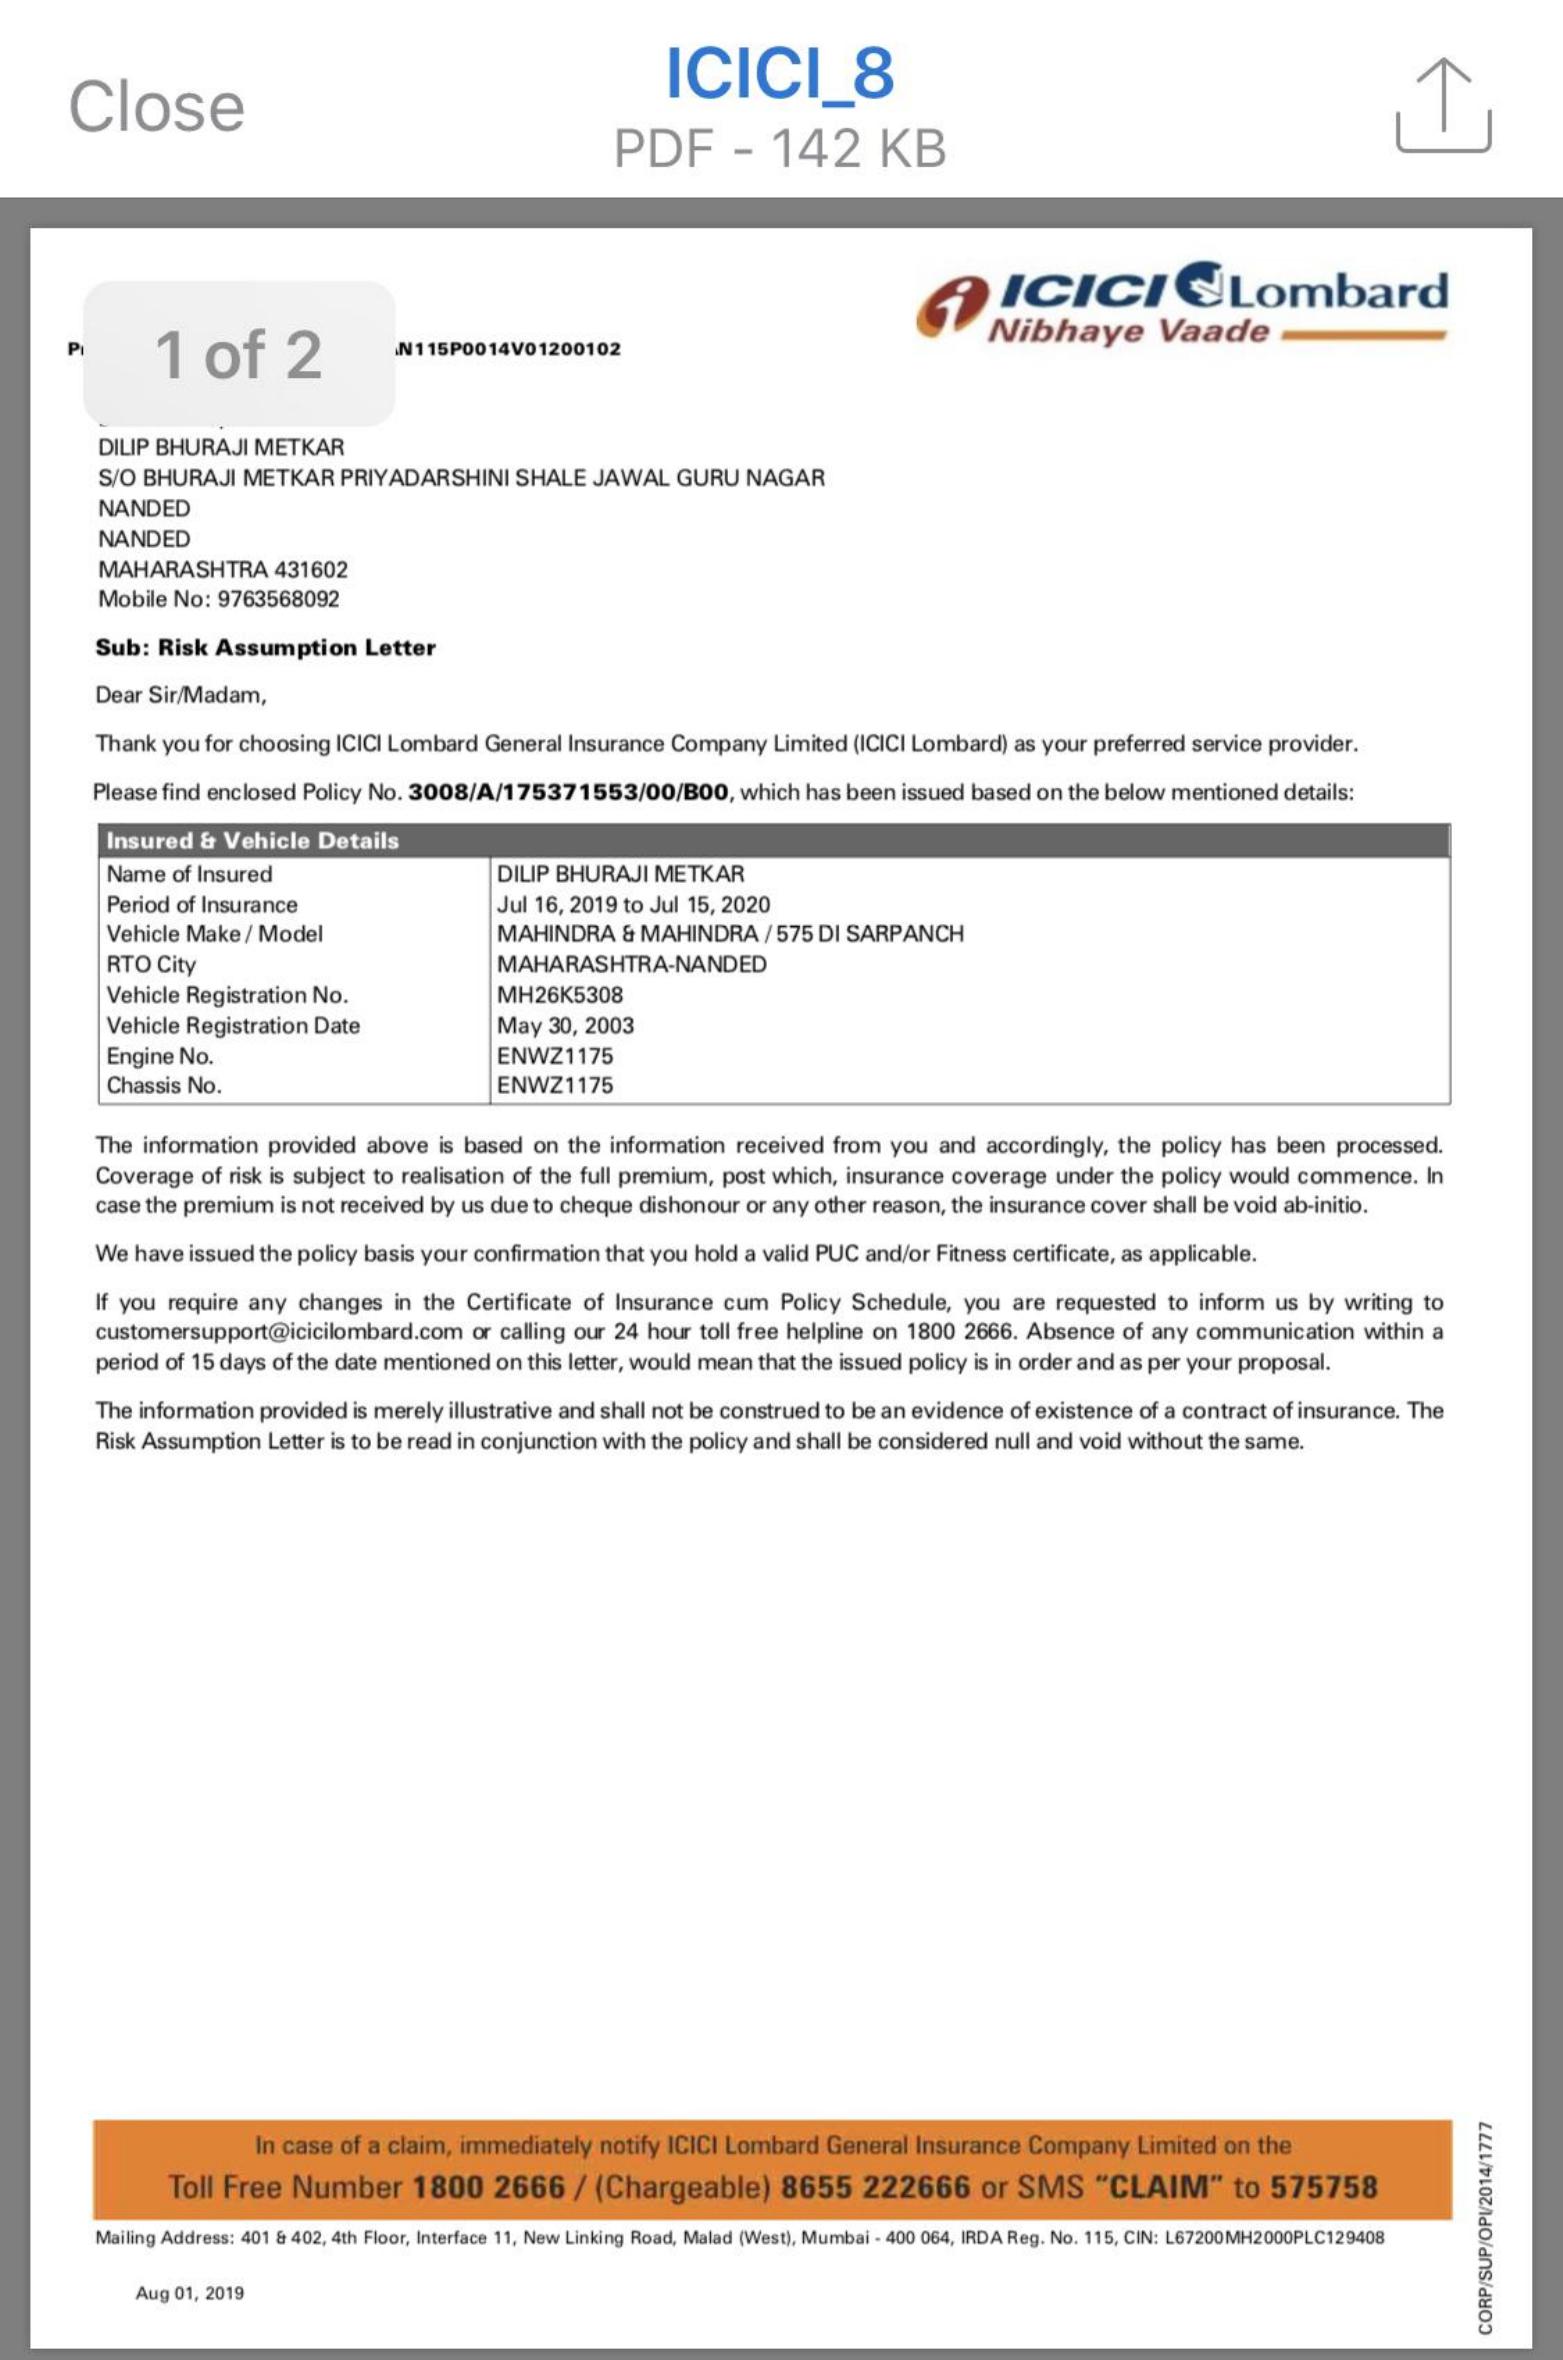 Close
ICICI_8
PDF - 142 KB
ICICI Lombard
Nibhaye Vaade
1 of 2
N115P0014V01200102
DILIP BHURAJI METKAR
S/O BHURAJI METKAR PRIYADARSHINI SHALE JAWAL GURU NAGAR
NANDED
NANDED
MAHARASHTRA 431602
Mobile No: 9763568092
Sub: Risk Assumption Letter
Dear Sir/Madam,
Thank you for choosing ICICI Lombard General Insurance Company Limited (ICICI Lombard) as your preferred service provider.
Please find enclosed Policy No. 3008/A/175371553/00/B00, which has been issued based on the below mentioned details:
Insured & Vehicle Details
Name of Insured DILIP BHURAJI METKAR
Period of Insurance Jul 16, 2019 to Jul 15, 2020
Vehicle Make / Model MAHINDRA & MAHINDRA / 575 DI SARPANCH
RTO City MAHARASHTRA-NANDED
Vehicle Registration No. MH26K5308
Vehicle Registration Date May 30, 2003
Engine No. ENWZ1175
Chassis No. ENWZ1175
The information provided above is based on the information received from you and accordingly, the policy has been processed.
Coverage of risk is subject to realisation of the full premium, post which, insurance coverage under the policy would commence. In
case the premium is not received by us due to cheque dishonour or any other reason, the insurance cover shall be void ab-initio.
We have issued the policy basis your confirmation that you hold a valid PUC and/or Fitness certificate, as applicable.
If you require any changes in the Certificate of Insurance cum Policy Schedule, you are requested to inform us by writing to
customersupport@icicilombard.com or calling our 24 hour toll free helpline on 1800 2666. Absence of any communication within a
period of 15 days of the date mentioned on this letter, would mean that the issued policy is in order and as per your proposal.
The information provided is merely illustrative and shall not be construed to be an evidence of existence of a contract of insurance. The
Risk Assumption Letter is to be read in conjunction with the policy and shall be considered null and void without the same.
In case of a claim, immediately notify ICICI Lombard General Insurance Company Limited on the
Toll Free Number 1800 2666 / (Chargeable) 8655 222666 or SMS “CLAIM” to 575758
Mailing Address: 401 & 402, 4th Floor, Interface 11, New Linking Road, Malad (West), Mumbai - 400 064, IRDA Reg. No. 115, CIN: L67200MH2000PLC129408
Aug 01, 2019
CORP/SUP/OPI/2014/1777